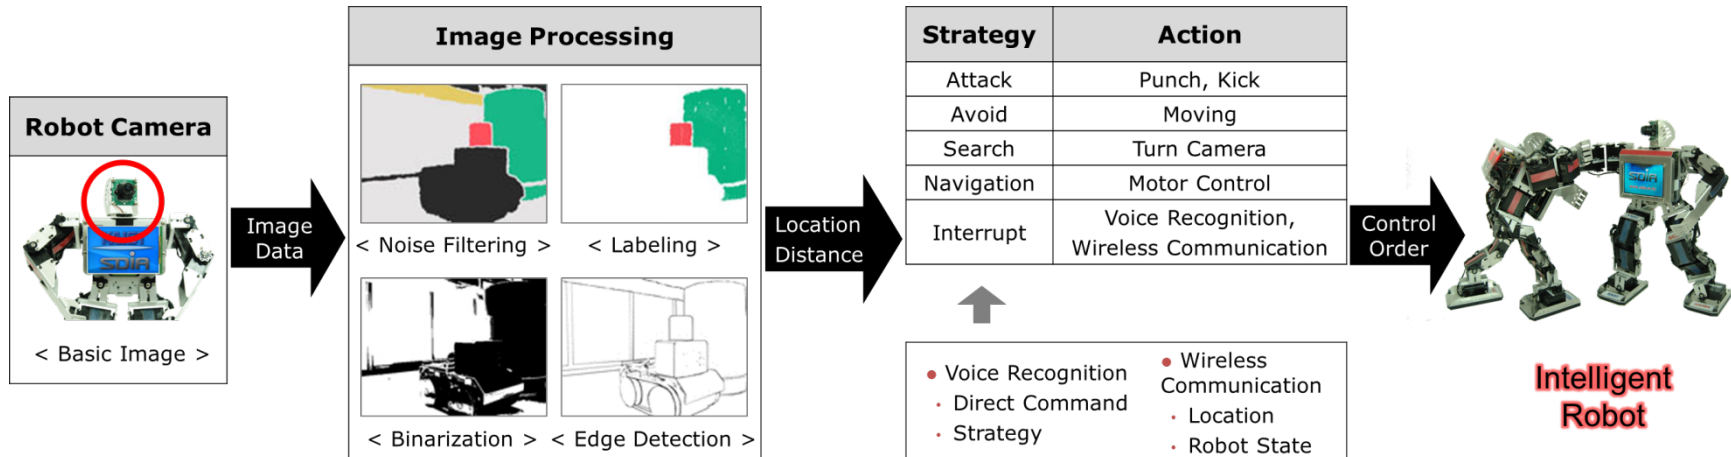 Robot Camera
< Basic Image >
Image
Data
Image Processing
< Noise Filtering >
< Labeling >
< Binarization >
< Edge Detection >
Location
Distance
Strategy
Action
Attack
Punch, Kick
Avoid
Moving
Search
Turn Camera
Navigation
Motor Control
Interrupt
Voice Recognition,
Wireless Communication
• Voice Recognition
• Direct Command
• Strategy
• Wireless
Communication
• Location
• Robot State
Control
Order
SDIA
SDIA
Intelligent
Robot